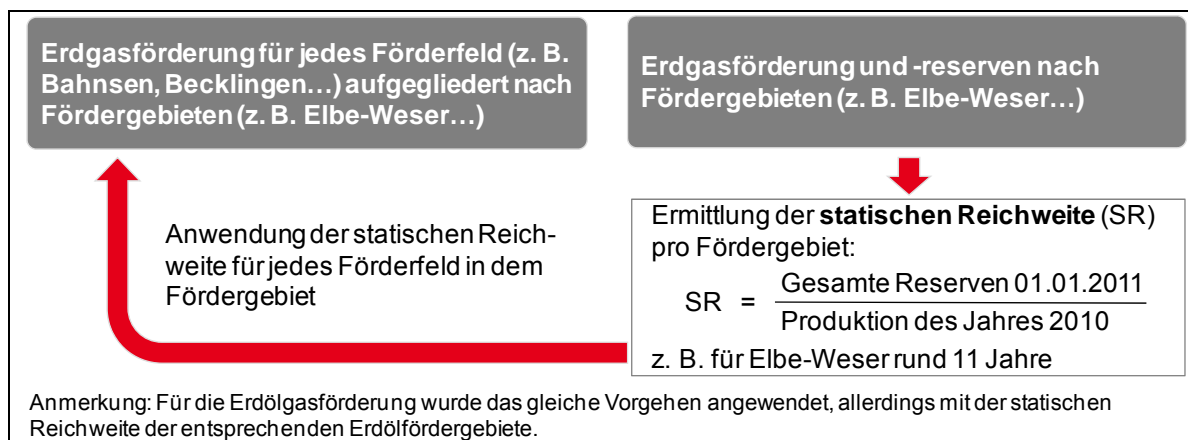 Erdgasförderung für jedes Förderfeld (z. B.
Bahnsen, Becklingen…) aufgegliedert nach
Fördergebieten (z. B. Elbe-Weser…)
Erdgasförderung und -reserven nach
Fördergebieten (z. B. Elbe-Weser…)
Ermittlung der statischen Reichweite (SR)
pro Fördergebiet:
SR = Gesamte Reserven 01.01.2011
Produktion des Jahres 2010
z. B. für Elbe-Weser rund 11 Jahre
Anwendung der statischen Reich-
weite für jedes Förderfeld in dem
Fördergebiet
Anmerkung: Für die Erdölgasförderung wurde das gleiche Vorgehen angewendet, allerdings mit der statischen
Reichweite der entsprechenden Erdölfördergebiete.